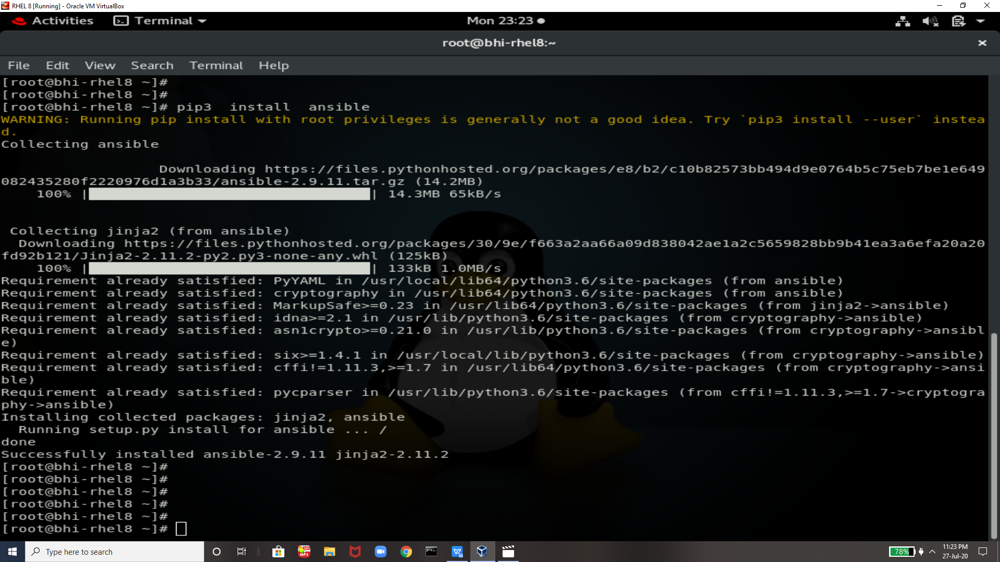 RHEL 8 [Running] - Oracle VM VirtualBox
Activities Terminal Mon 23:23
root@bhi-rhel8:~
File Edit View Search Terminal Help
[root@bhi-rhel8 ~]#
[root@bhi-rhel8 ~]#
[root@bhi-rhel8 ~]# pip3  install  ansible
WARNING: Running pip install with root privileges is generally not a good idea. Try `pip3 install --user` instea
d.
Collecting ansible
Downloading https://files.pythonhosted.org/packages/e8/b2/c10b82573bb494d9e0764b5c75eb7be1e649
082435280f2220976d1a3b33/ansible-2.9.11.tar.gz (14.2MB)
100% | | 14.3MB 65kB/s
Collecting jinja2 (from ansible)
Downloading https://files.pythonhosted.org/packages/30/9e/f663a2aa66a09d838042ae1a2c5659828bb9b41ea3a6efa20a20
fd92b121/Jinja2-2.11.2-py2.py3-none-any.whl (125kB)
100% | | 133kB 1.0MB/s
Requirement already satisfied: PyYAML in /usr/local/lib64/python3.6/site-packages (from ansible)
Requirement already satisfied: cryptography in /usr/lib64/python3.6/site-packages (from ansible)
Requirement already satisfied: MarkupSafe>=0.23 in /usr/lib64/python3.6/site-packages (from jinja2->ansible)
Requirement already satisfied: idna>=2.1 in /usr/lib/python3.6/site-packages (from cryptography->ansible)
Requirement already satisfied: asn1crypto>=0.21.0 in /usr/lib/python3.6/site-packages (from cryptography->ansibl
e)
Requirement already satisfied: six>=1.4.1 in /usr/local/lib/python3.6/site-packages (from cryptography->ansible)
Requirement already satisfied: cffi!=1.11.3,>=1.7 in /usr/lib64/python3.6/site-packages (from cryptography->ansi
ble)
Requirement already satisfied: pycparser in /usr/lib/python3.6/site-packages (from cffi!=1.11.3,>=1.7->cryptogra
phy->ansible)
Installing collected packages: jinja2, ansible
Running setup.py install for ansible ... /
done
Successfully installed ansible-2.9.11 jinja2-2.11.2
[root@bhi-rhel8 ~]#
[root@bhi-rhel8 ~]#
[root@bhi-rhel8 ~]#
[root@bhi-rhel8 ~]#
[root@bhi-rhel8 ~]#
[root@bhi-rhel8 ~]#
Type here to search
MP3
78%
11:23 PM
27-Jul-20